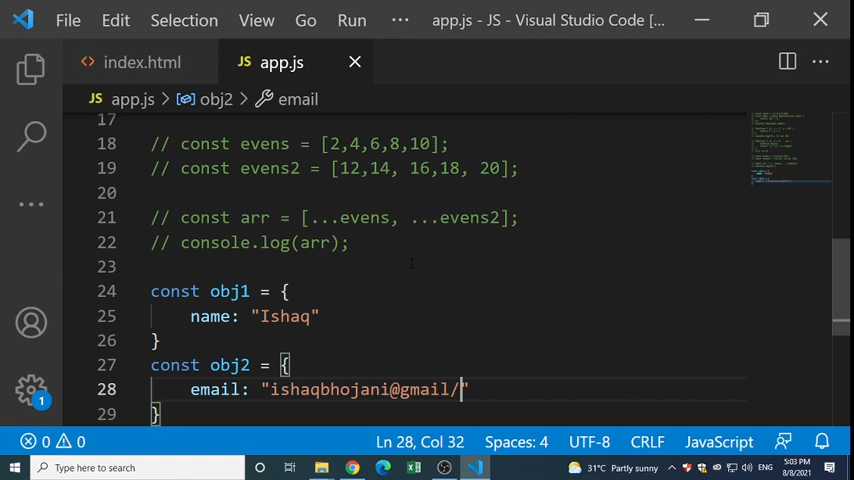 File Edit Selection View Go Run ··· app.js - JS - Visual Studio Code [...
index.html JS app.js
JS app.js > obj2 > email
17
18 // const evens = [2,4,6,8,10];
19 // const evens2 = [12,14, 16,18, 20];
20
21 // const arr = [...evens, ...evens2];
22 // console.log(arr);
23
24 const obj1 = {
25 name: "Ishaq"
26 }
27 const obj2 = {
28 email: "ishaqbhojani@gmail/"
29 }
1
0 0 Ln 28, Col 32 Spaces: 4 UTF-8 CRLF JavaScript
Type here to search 31°C Partly sunny ENG 5:03 PM
8/8/2021